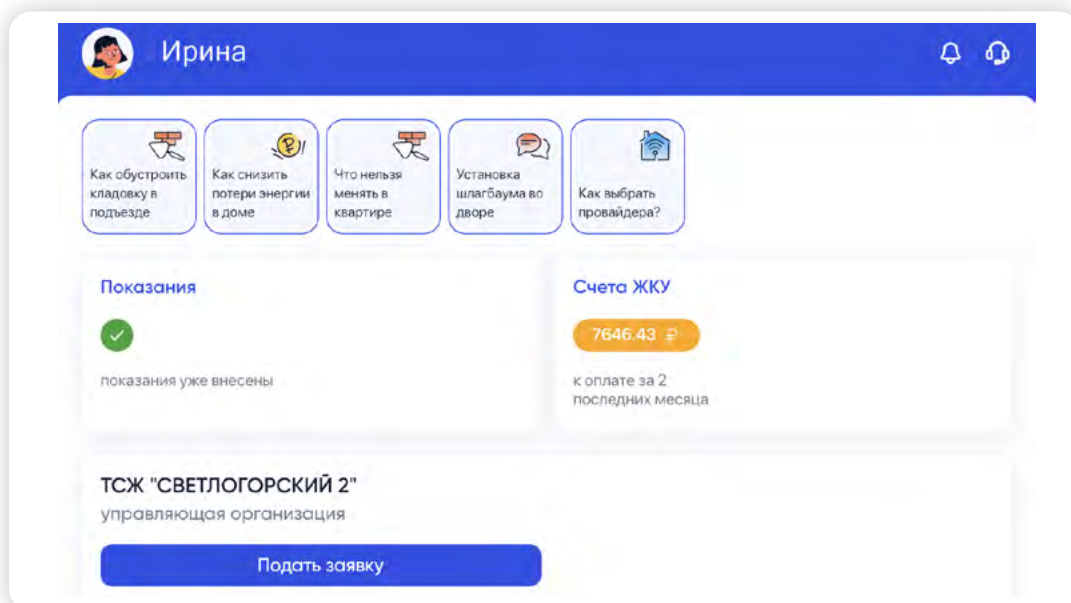 Ирина
Как обустроить
кладовку в
подъезде
Как снизить
потери энергии
в доме
Что нельзя
менять в
квартире
Установка
шлагбаума во
дворе
Как выбрать
провайдера?
Показания
показания уже внесены
Счета ЖКУ
7646.43 ₽
к оплате за 2
последних месяца
ТСЖ "СВЕТЛОГОРСКИЙ 2"
управляющая организация
Подать заявку